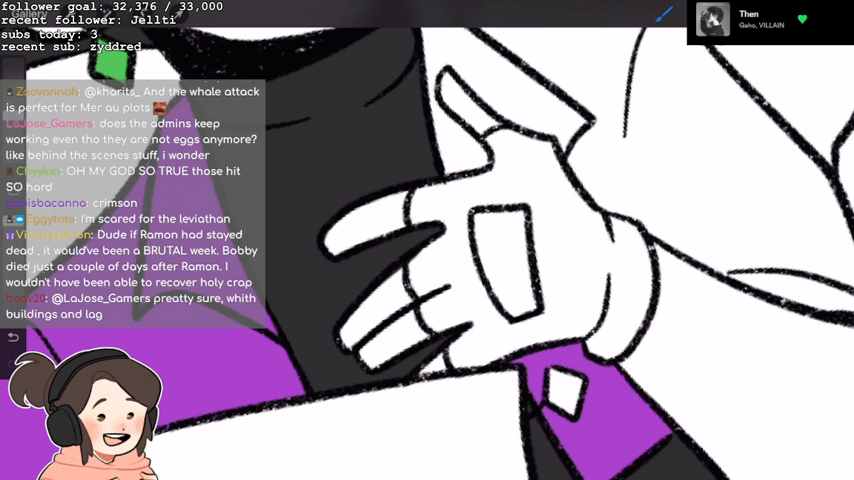 follower goal: 32,376 / 33,000
recent follower: Jellti
subs today: 3
recent sub: zyddred
Gallery
Then
Gaho, VILLAIN
Zoavannah: @kharits_ And the whale attack
is perfect for Mer au plots
LaJose_Gamers: does the admins keep
working even tho they are not eggs anymore?
like behind the scenes stuff, i wonder
OH MY GOD SO TRUE those hit
SO hard
crimson
Eggytots: I'm scared for the leviathan
Dude if Ramon had stayed
dead , it would've been a BRUTAL week. Bobby
died just a couple of days after Ramon. I
wouldn't have been able to recover holy crap
@LaJose_Gamers preatty sure, whith
buildings and lag